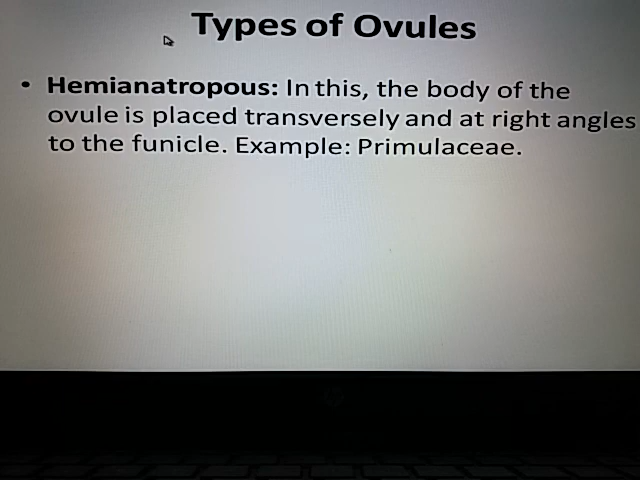 Types of Ovules
• Hemianatropous: In this, the body of the
ovule is placed transversely and at right angles
to the funicle. Example: Primulaceae.